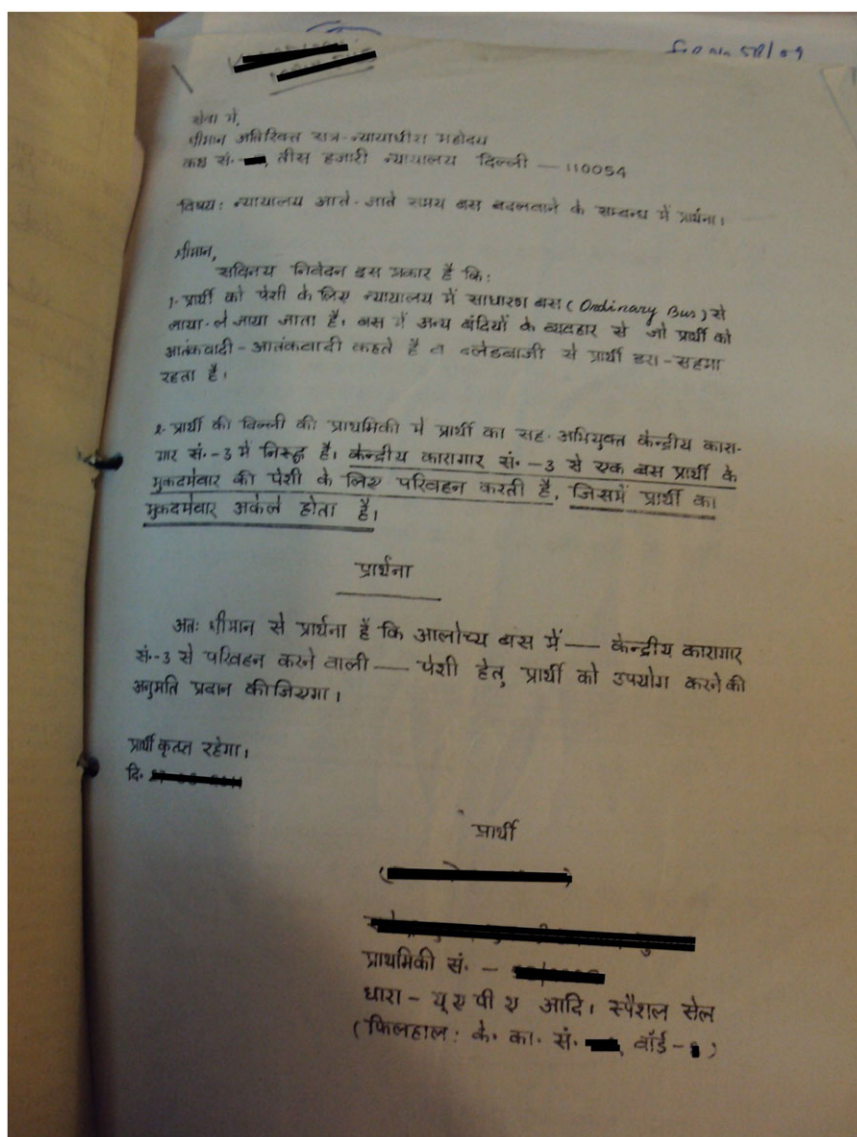 58/09
सेवा में,
श्रीमान अतिरिक्त सत्र-न्यायाधीश महोदय
कक्ष सं.- , तीस हजारी न्यायालय दिल्ली — 110054
विषय: न्यायालय आते-जाते समय बस बदलवाने के सम्बन्ध में प्रार्थना।
श्रीमान,
सविनय निवेदन इस प्रकार है कि:
1. प्रार्थी को पेशी के लिए न्यायालय में साधारण बस (Ordinary Bus) से
लाया-ले जाया जाता है। बस में अन्य बंदियों के व्यवहार से जो प्रार्थी को
आतंकवादी-आतंकवादी कहते है व ब्लेडबाजी से प्रार्थी डरा-सहमा
रहता है।
2. प्रार्थी की दिल्ली की प्राथमिकी में प्रार्थी का सह-अभियुक्त केन्द्रीय कारा-
गार सं.-3 में निरूद्ध है। केन्द्रीय कारागार सं.-3 से एक बस प्रार्थी के
मुकदमेवार की पेशी के लिए परिवहन करती है, जिसमें प्रार्थी का
मुकदमेवार अकेले होता है।
प्रार्थना
अतः श्रीमान से प्रार्थना हैं कि आलोच्य बास में — केन्द्रीय कारागार
सं.-3 से परिवहन करने वाली — पेशी हेतु प्रार्थी को उपयोग करने की
अनुमति प्रदान कीजिएगा।
प्रार्थी कृतज्ञ रहेगा।
दि.
प्रार्थी
प्राथमिकी सं. -
धारा - यू ए पी ए आदि। स्पैशल सेल
(फिलहाल: के. का. सं. , वॉर्ड- )